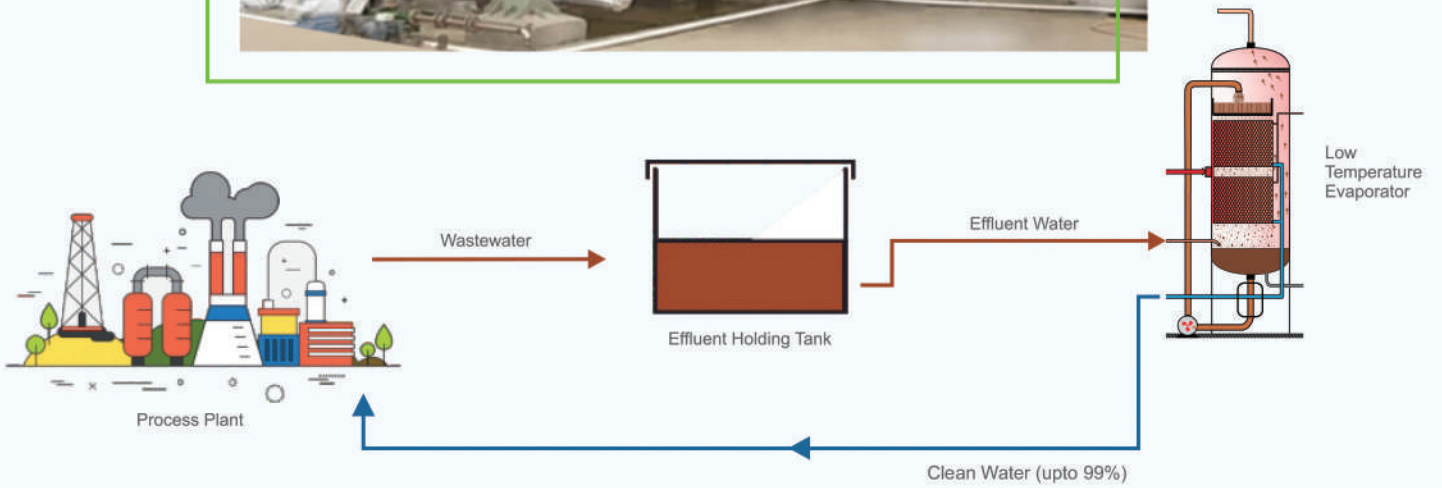 Low
Temperature
Evaporator
Effluent Water
Wastewater
Effluent Holding Tank
Process Plant
Clean Water (upto 99%)